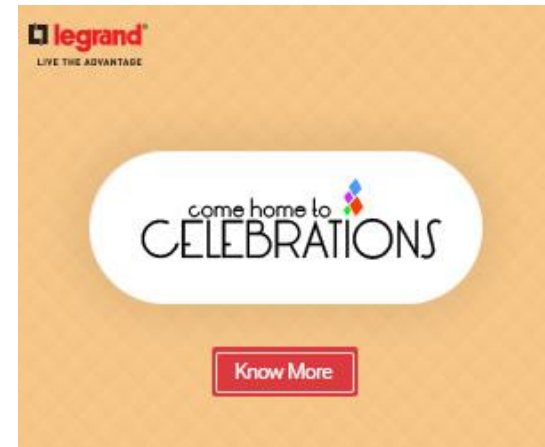 legrand®
LIVE THE ADVANTAGE
come home to
CELEBRATIONS
Know More